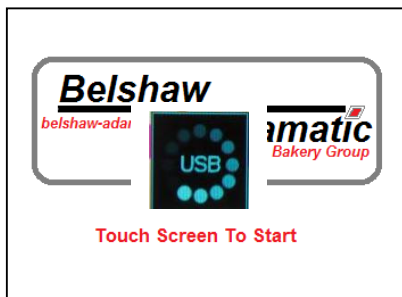 Belshaw
belshaw-adar
amatic
Bakery Group
USB
Touch Screen To Start